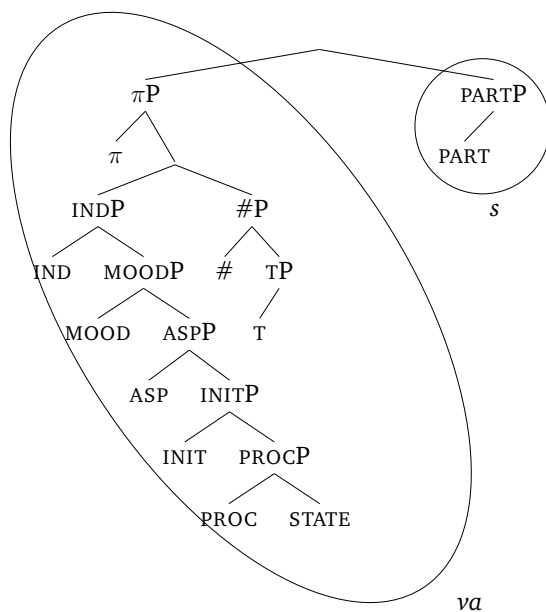 πP PARTP
π PART
s
INDP #P
IND MOODP # TP
MOOD ASPP T
ASP INITP
INIT PROCP
PROC STATE
va